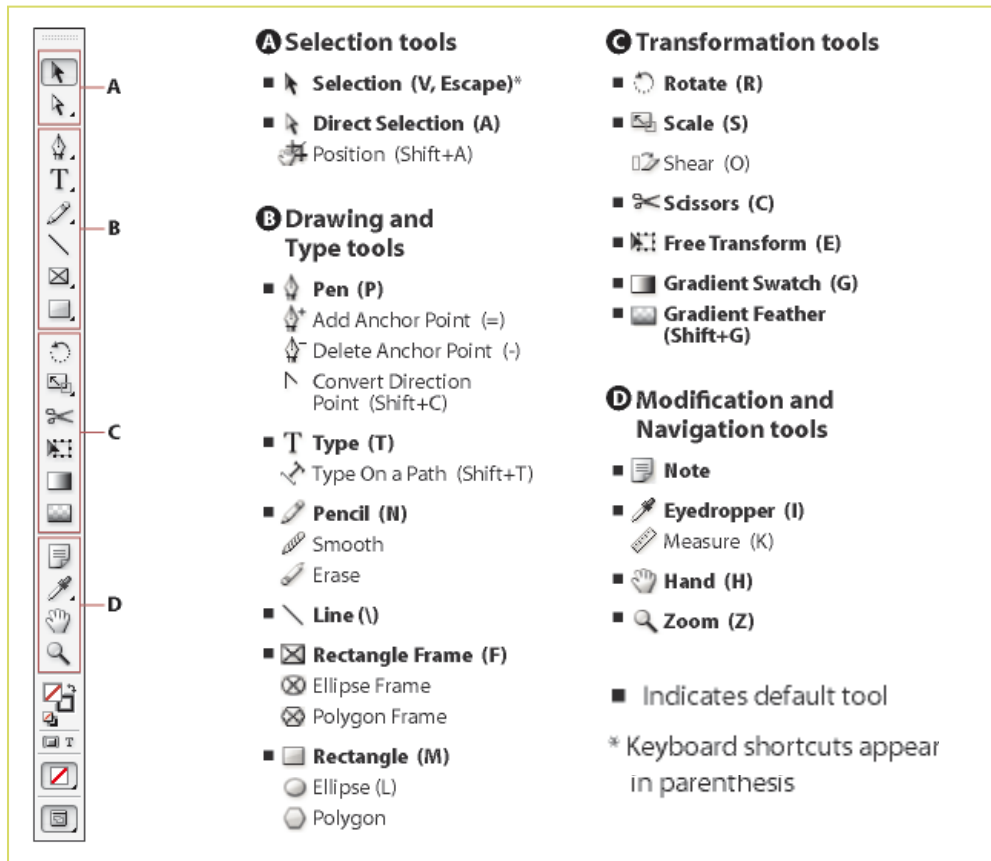 A
B
C
D
T
T
A Selection tools
Selection (V, Escape)*
Direct Selection (A)
Position (Shift+A)
B Drawing and
Type tools
Pen (P)
Add Anchor Point (=)
Delete Anchor Point (-)
Convert Direction
Point (Shift+C)
T Type (T)
Type On a Path (Shift+T)
Pencil (N)
Smooth
Erase
Line (\)
Rectangle Frame (F)
Ellipse Frame
Polygon Frame
Rectangle (M)
Ellipse (L)
Polygon
C Transformation tools
Rotate (R)
Scale (S)
Shear (O)
Scissors (C)
Free Transform (E)
Gradient Swatch (G)
Gradient Feather
(Shift+G)
D Modification and
Navigation tools
Note
Eyedropper (I)
Measure (K)
Hand (H)
Zoom (Z)
Indicates default tool
* Keyboard shortcuts appear
in parenthesis